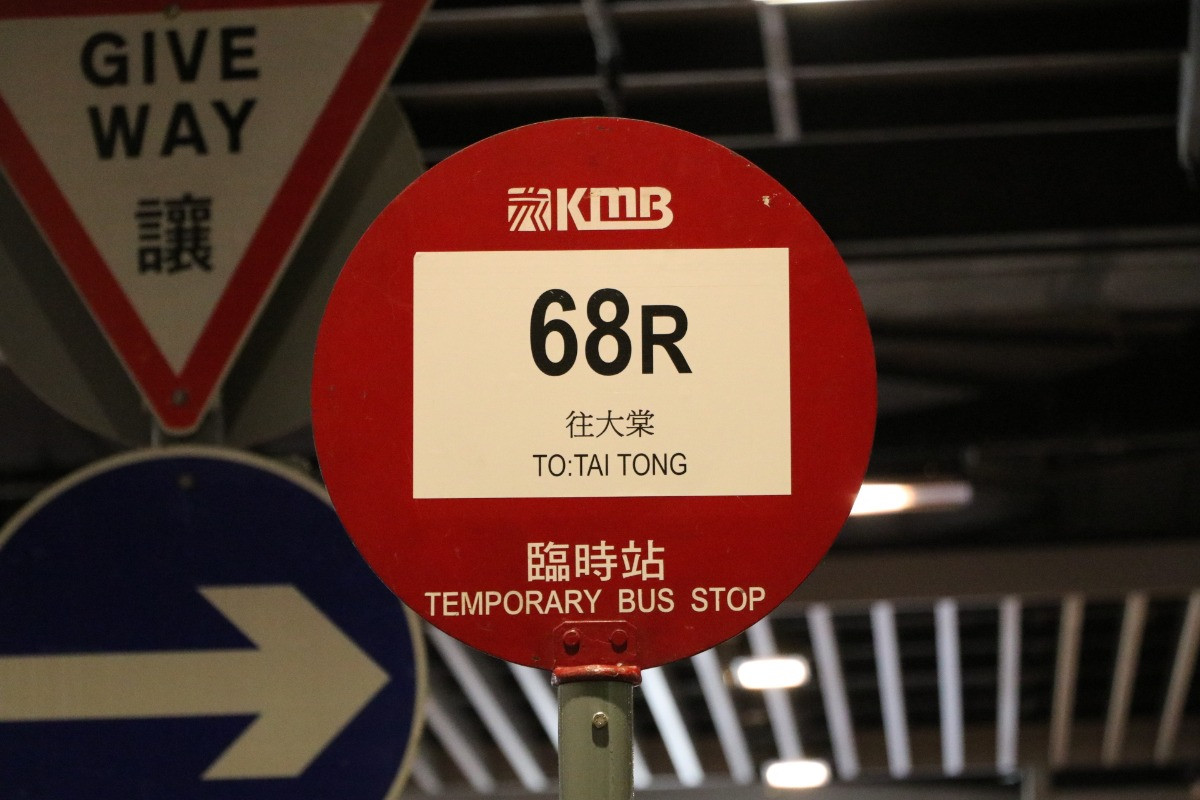 GIVE
WAY
讓
KMB
68R
往大棠
TO:TAI TONG
臨時站
TEMPORARY BUS STOP